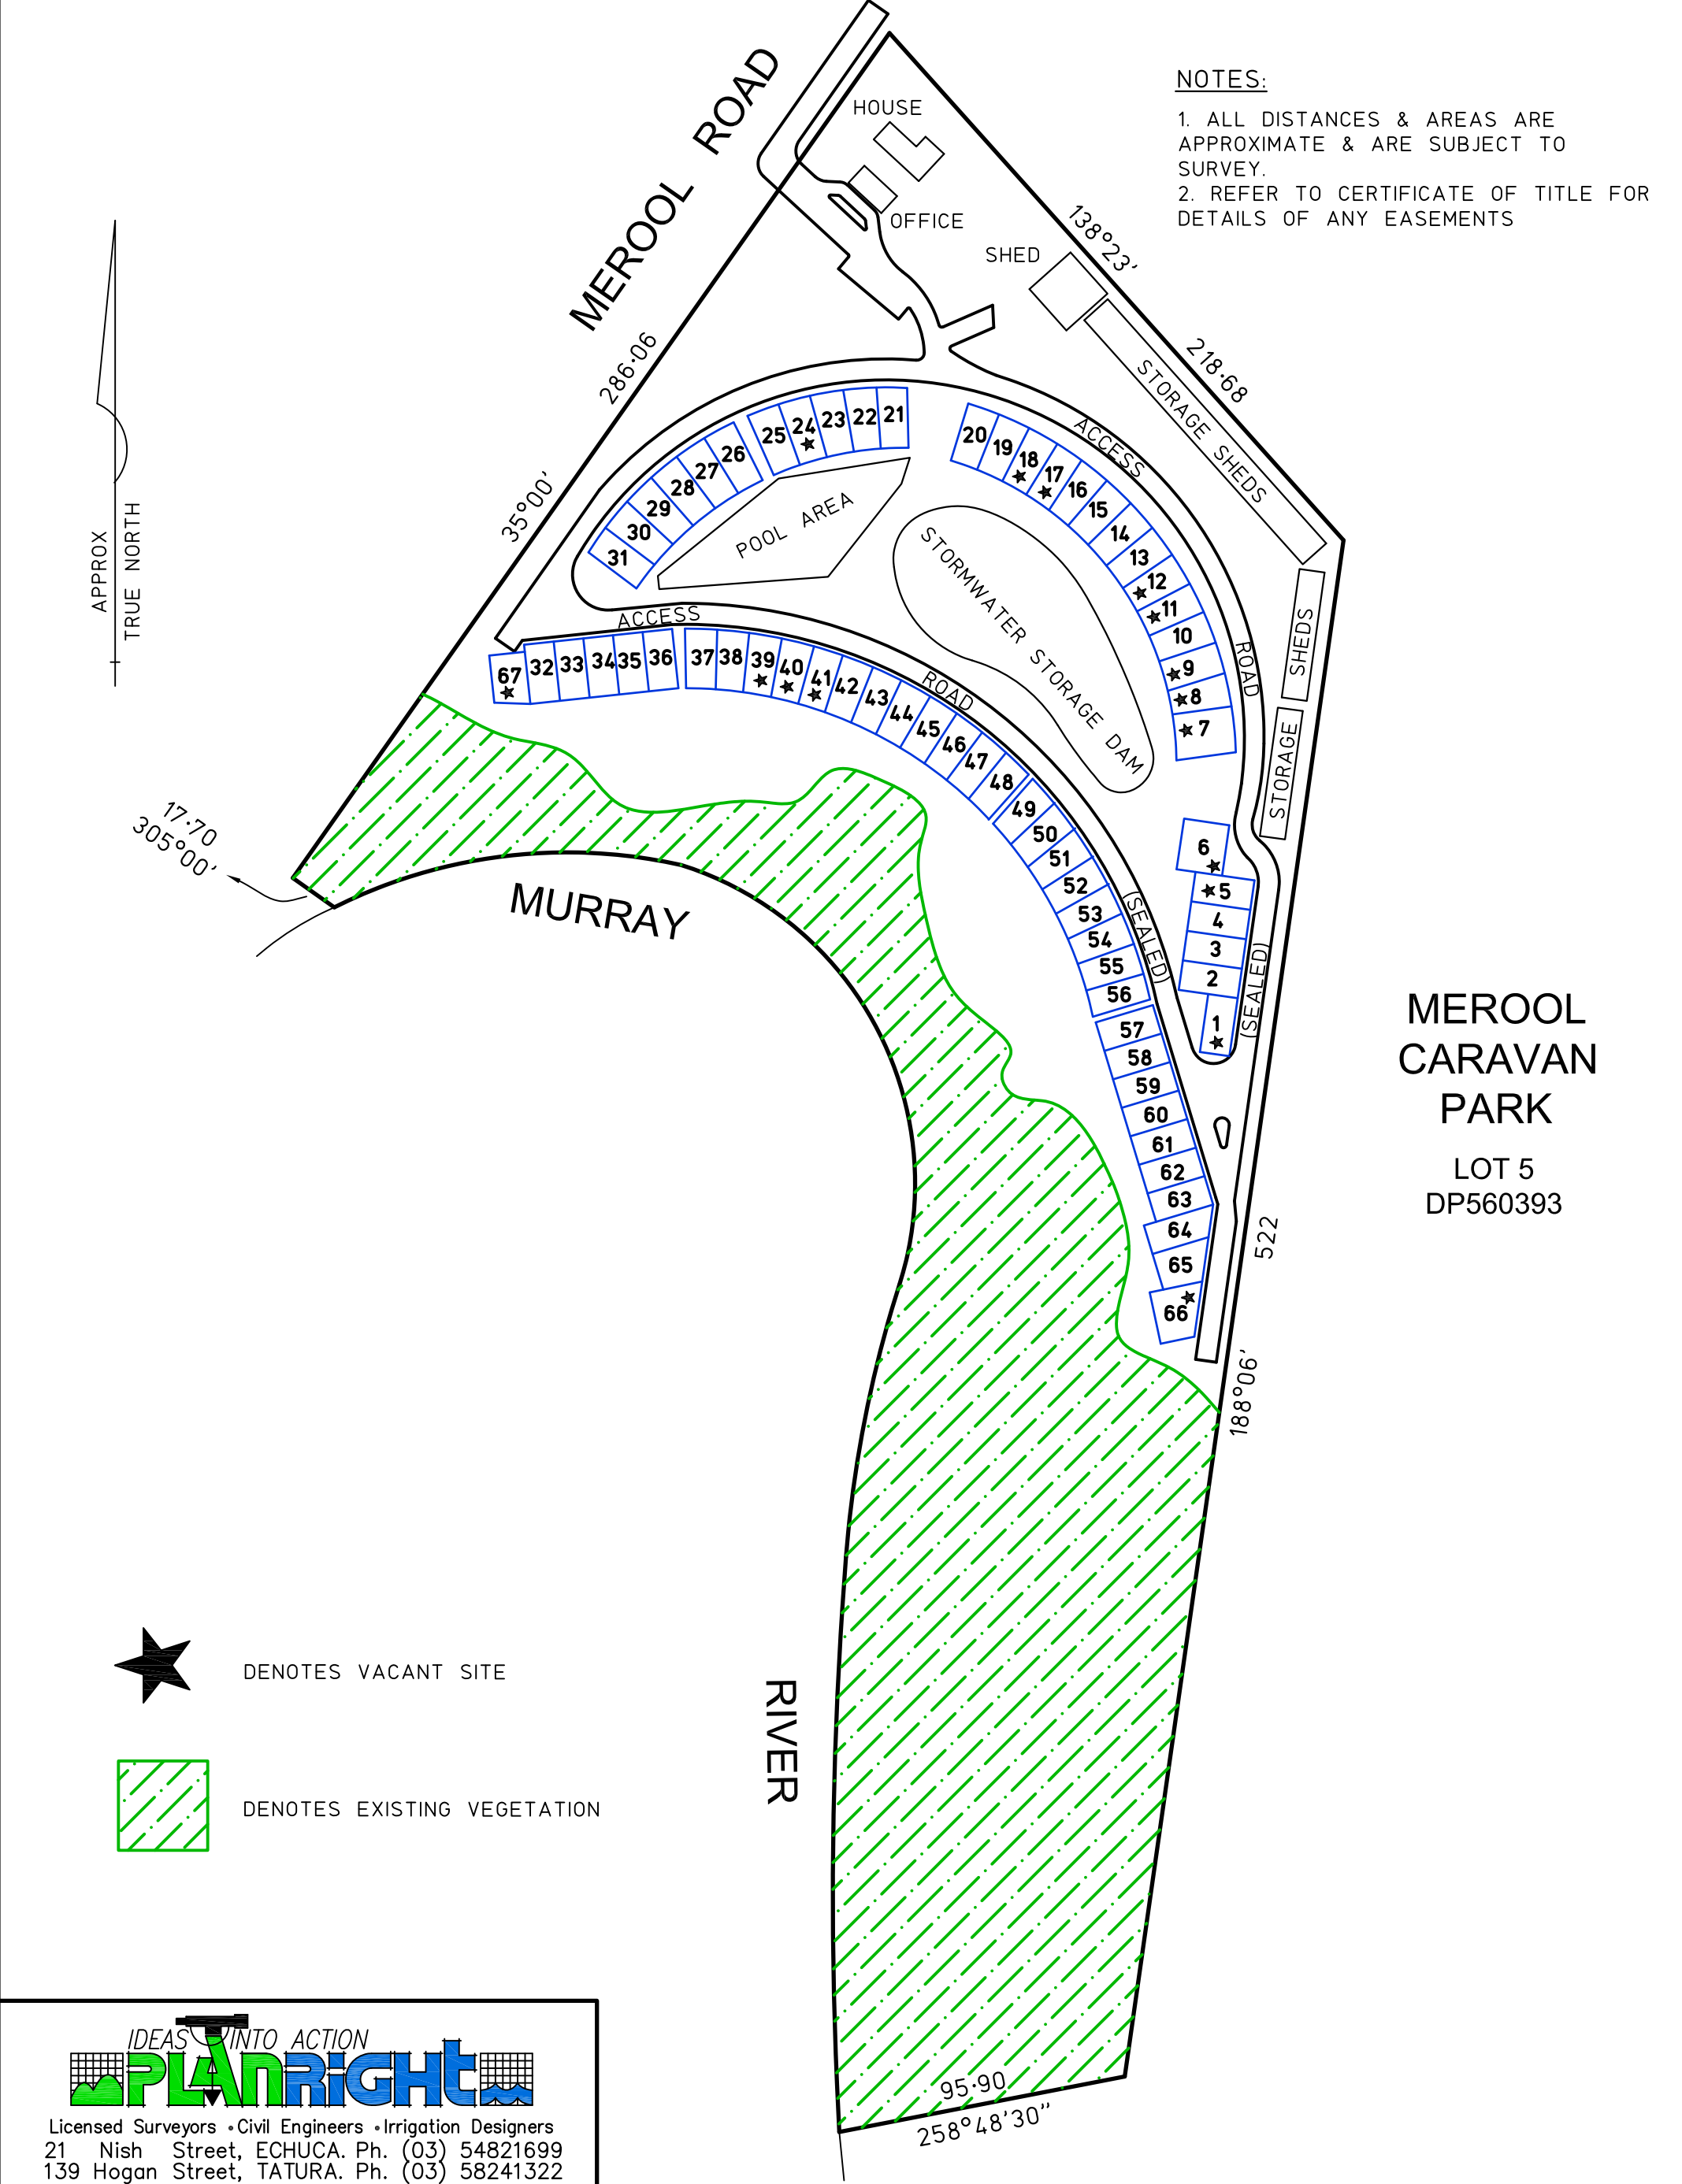 MEROOL ROAD
NOTES:
1. ALL DISTANCES & AREAS ARE
APPROXIMATE & ARE SUBJECT TO
SURVEY.
2. REFER TO CERTIFICATE OF TITLE FOR
DETAILS OF ANY EASEMENTS
HOUSE
OFFICE
SHED
138°23'
218·68
STORAGE SHEDS
286·06
35°00'
APPROX
TRUE NORTH
ACCESS
ROAD
(SEALED)
25
24
23
22
21
20
19
18
17
16
15
14
13
12
11
10
9
8
7
26
27
28
29
30
31
POOL AREA
STORMWATER STORAGE DAM
SHEDS
STORAGE
ACCESS
ROAD
(SEALED)
67
32
33
34
35
36
37
38
39
40
41
42
43
44
45
46
47
48
49
50
51
52
53
54
55
56
57
58
59
60
61
62
63
64
65
66
6
5
4
3
2
1
17·70
305°00'
MURRAY
RIVER
MEROOL
CARAVAN
PARK
LOT 5
DP560393
522
188°06'
DENOTES VACANT SITE
DENOTES EXISTING VEGETATION
95·90
258°48'30"
IDEAS INTO ACTION
PLANRIGHT
Licensed Surveyors • Civil Engineers • Irrigation Designers
21 Nish Street, ECHUCA. Ph. (03) 54821699
139 Hogan Street, TATURA. Ph. (03) 58241322